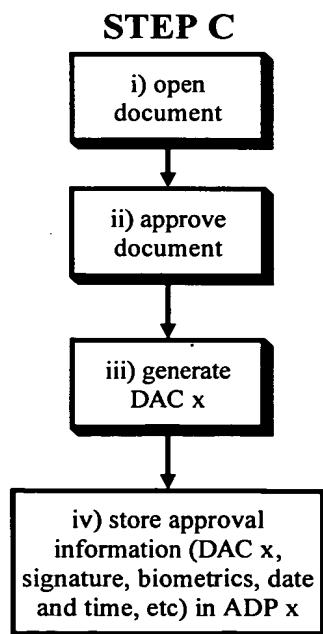 STEP C
i) open
document
ii) approve
document
iii) generate
DAC x
iv) store approval
information (DAC x,
signature, biometrics, date
and time, etc) in ADP x